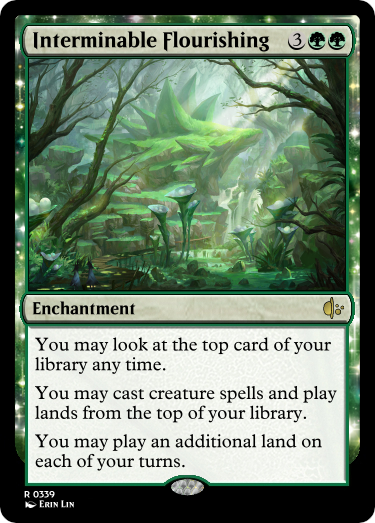 Interminable Flourishing 3
Enchantment
You may look at the top card of your
library any time.
You may cast creature spells and play
lands from the top of your library.
You may play an additional land on
each of your turns.
R 0339
Erin Lin